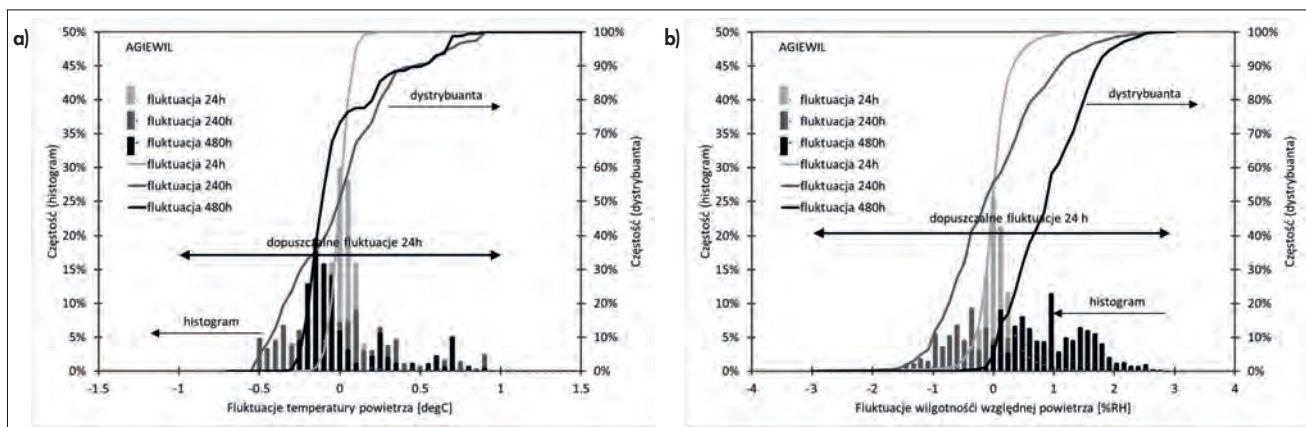 a)
AGIEWIL
50%
45%
40%
35%
30%
25%
20%
15%
10%
5%
0%
Częstość (histogram)
fluktuacja 24h
fluktuacja 240h
fluktuacja 480h
fluktuacja 24h
fluktuacja 240h
fluktuacja 480h
dystrybuanta
dopuszczalne fluktuacje 24h
histogram
100%
90%
80%
70%
60%
50%
40%
30%
20%
10%
0%
Częstość (dystrybuanta)
-1.5 -1 -0.5 0 0.5 1 1.5
Fluktuacje temperatury powietrza [degC]
b)
AGIEWIL
50%
45%
40%
35%
30%
25%
20%
15%
10%
5%
0%
Częstość (histogram)
fluktuacja 24h
fluktuacja 240h
fluktuacja 480h
fluktuacja 24h
fluktuacja 240h
fluktuacja 480h
dystrybuanta
dopuszczalne fluktuacje 24 h
histogram
100%
90%
80%
70%
60%
50%
40%
30%
20%
10%
0%
Częstość (dystrybuanta)
-4 -3 -2 -1 0 1 2 3 4
Fluktuacje wilgotnośći względnej powietrza [%RH]